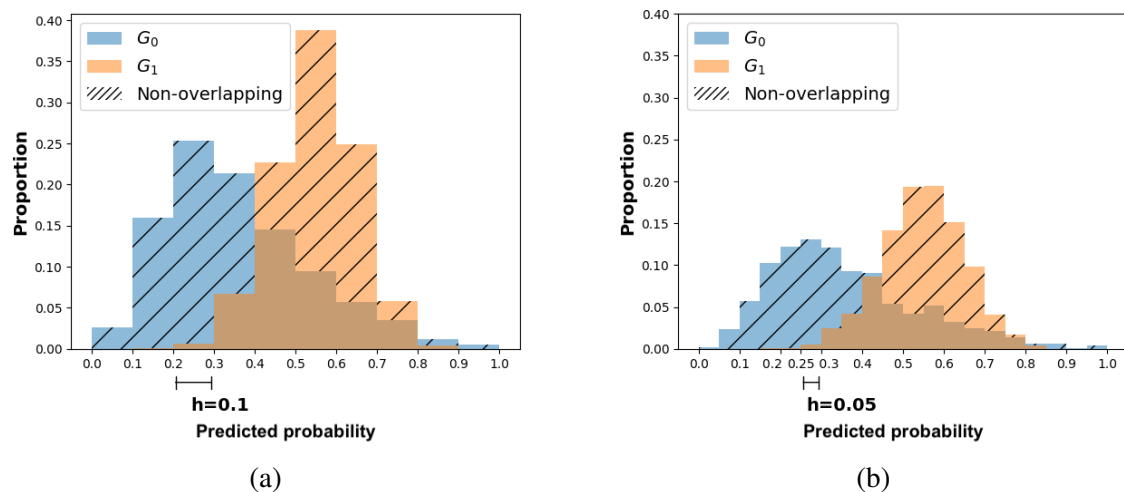 G0
G1
Non-overlapping
0.40
0.35
0.30
0.25
0.20
0.15
0.10
0.05
0.00
Proportion
0.0 0.1 0.2 0.3 0.4 0.5 0.6 0.7 0.8 0.9 1.0
h=0.1
Predicted probability
(a)
G0
G1
Non-overlapping
0.40
0.35
0.30
0.25
0.20
0.15
0.10
0.05
0.00
Proportion
0.0 0.1 0.2 0.25 0.3 0.4 0.5 0.6 0.7 0.8 0.9 1.0
h=0.05
Predicted probability
(b)